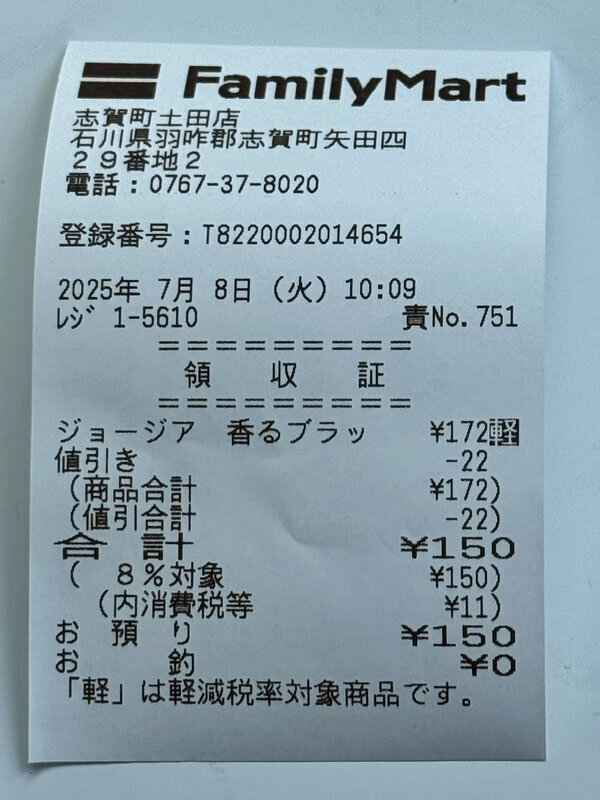 FamilyMart
志賀町土田店
石川県羽咋郡志賀町矢田四
29番地2
電話：0767-37-8020
登録番号：T8220002014654
2025年 7月 8日（火）10:09
ﾚｼﾞ 1-5610 責No.751
＝＝＝＝＝＝＝＝＝
領 収 証
＝＝＝＝＝＝＝＝＝
ジョージア 香るブラッ ¥172軽
値引き -22
(商品合計 ¥172)
(値引合計 -22)
合 計 ¥150
( 8%対象 ¥150)
(内消費税等 ¥11)
お 預 り ¥150
お 釣 ¥0
「軽」は軽減税率対象商品です。